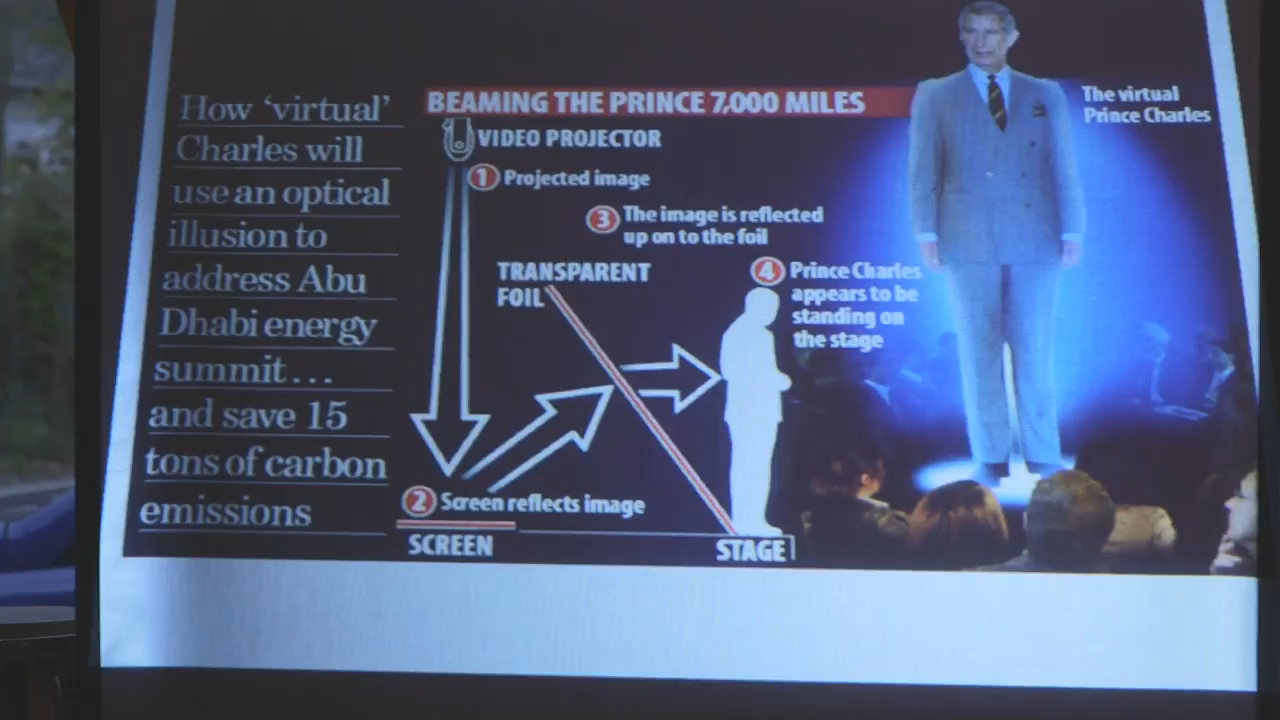 How ‘virtual’
Charles will
use an optical
illusion to
address Abu
Dhabi energy
summit...
and save 15
tons of carbon
emissions
BEAMING THE PRINCE 7,000 MILES
VIDEO PROJECTOR
1 Projected image
3 The image is reflected
up on to the foil
TRANSPARENT
FOIL
4 Prince Charles
appears to be
standing on
the stage
2 Screen reflects image
SCREEN
STAGE
The virtual
Prince Charles